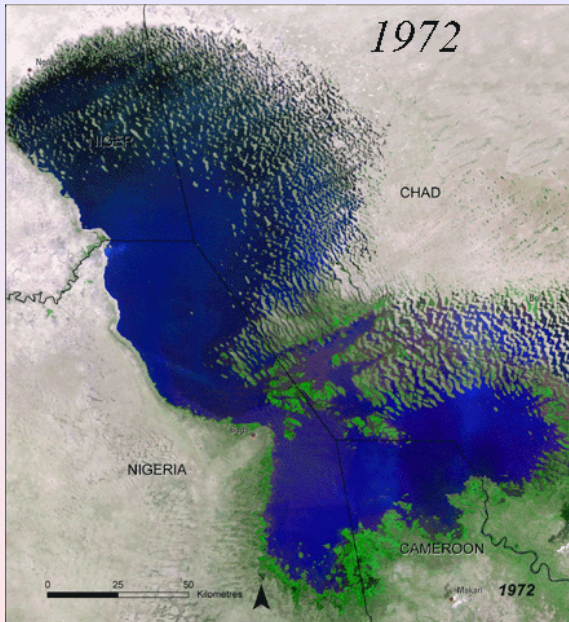 1972
NIGER
CHAD
NIGERIA
CAMEROON
0 25 50
Kilometres
Makari
1972